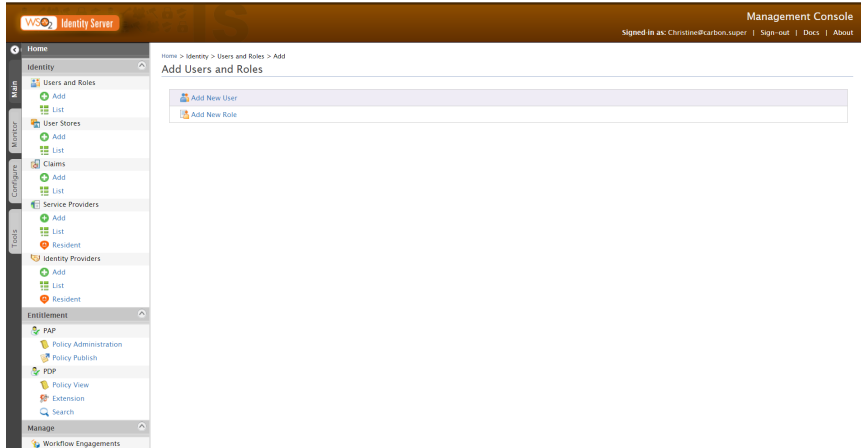 WSO2 Identity Server
Management Console
Signed-in as: Christine@carbon.super | Sign-out | Docs | About
Main
Monitor
Configure
Tools
Home
Identity
Users and Roles
Add
List
User Stores
Add
List
Claims
Add
List
Service Providers
Add
List
Resident
Identity Providers
Add
List
Resident
Entitlement
PAP
Policy Administration
Policy Publish
PDP
Policy View
Extension
Search
Manage
Workflow Engagements
Home > Identity > Users and Roles > Add
Add Users and Roles
Add New User
Add New Role